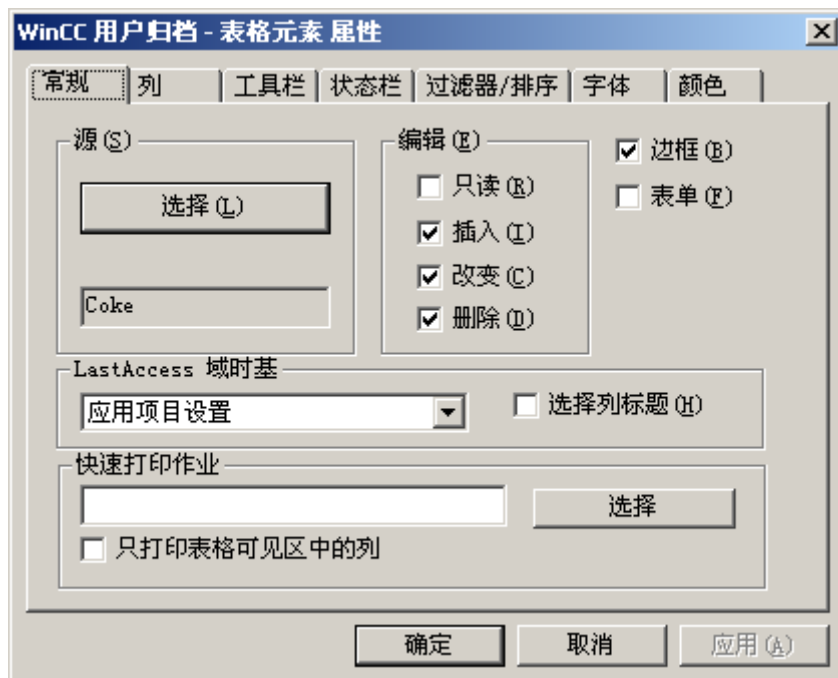 WinCC 用户归档 - 表格元素 属性
常规 列 工具栏 状态栏 过滤器/排序 字体 颜色
源(S)
选择(L)
Coke
编辑(E)
只读(R)
插入(I)
改变(C)
删除(D)
边框(B)
表单(F)
LastAccess 域时基
应用项目设置
选择列标题(H)
快速打印作业
选择
只打印表格可见区中的列
确定 取消 应用(A)